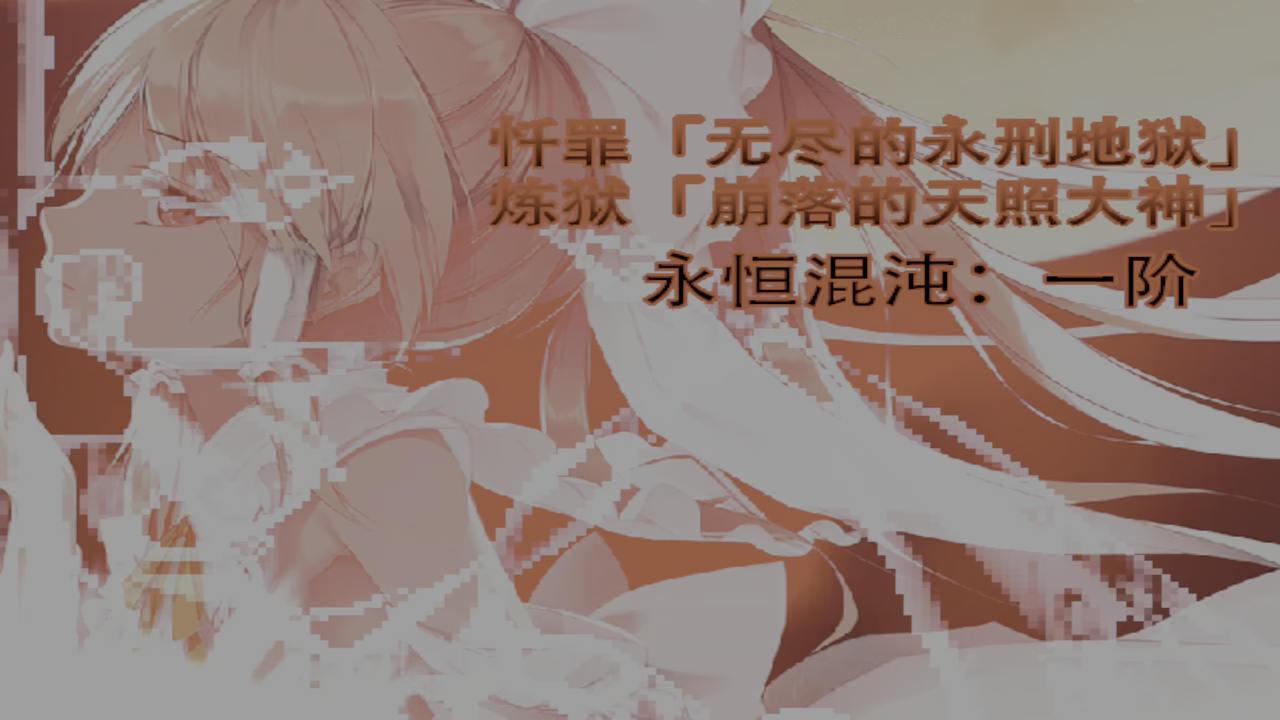 忏罪「无尽的永刑地狱」
炼狱「崩落的天照大神」
永恒混沌：一阶